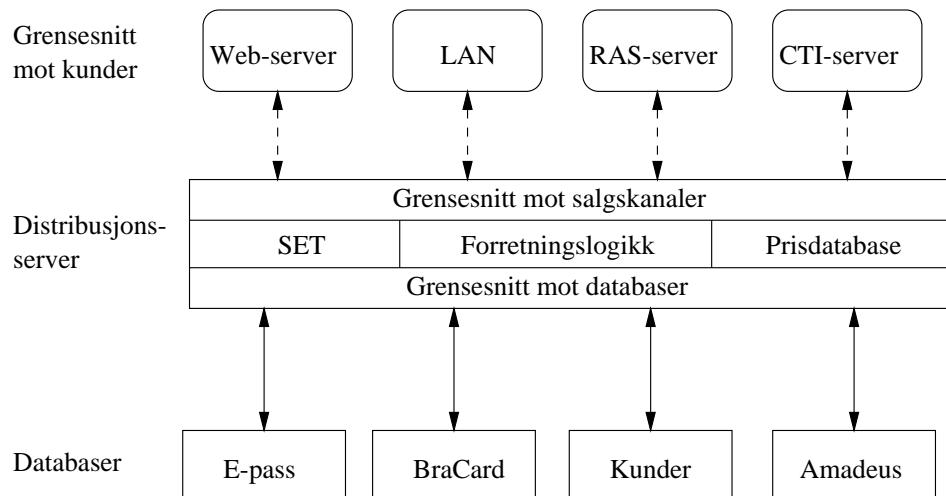 Grensesnitt
mot kunder
Web-server
LAN
RAS-server
CTI-server
Distribusjons-
server
Grensesnitt mot salgskanaler
SET
Forretningslogikk
Prisdatabase
Grensesnitt mot databaser
Databaser
E-pass
BraCard
Kunder
Amadeus